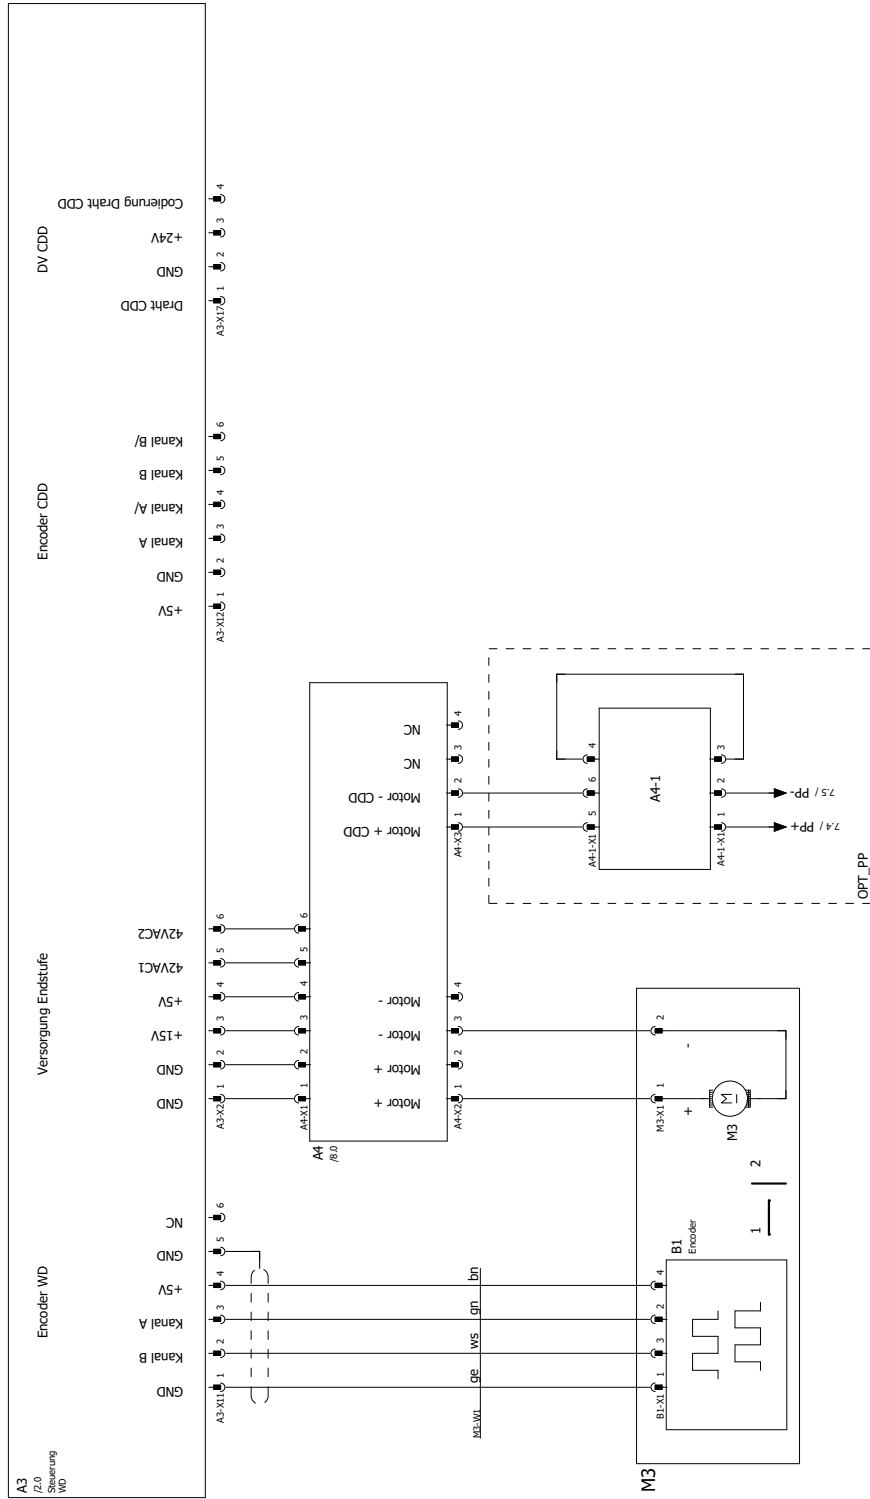 A3
/2.0
Steuerung
WD
Encoder WD
GND
Kanal B
Kanal A
+5V
GND
NC
A3-X11
1
2
3
4
5
6
Versorgung Endstufe
GND
GND
+15V
+5V
42VAC1
42VAC2
A3-X2
1
2
3
4
5
6
Encoder CDD
+5V
GND
Kanal A
Kanal A/
Kanal B
Kanal B/
A3-X12
1
2
3
4
5
6
DV CDD
Draht CDD
GND
+24V
Codierung Draht CDD
A3-X17
1
2
3
4
A4
/8.0
A4-X1
1
2
3
4
5
6
Motor +
Motor +
Motor -
Motor -
Motor + CDD
Motor - CDD
NC
NC
A4-X2
1
2
3
4
A4-X3
1
2
3
4
OPT_PP
A4-1-X1
5
6
4
A4-1
A4-1-X1
1
2
3
7.4 / PP+
7.5 / PP-
M3-W1
ge
ws
gn
bn
M3
B1-X1
1
3
2
4
B1
Encoder
1
2
M3-X1
1
2
+
-
M
M3